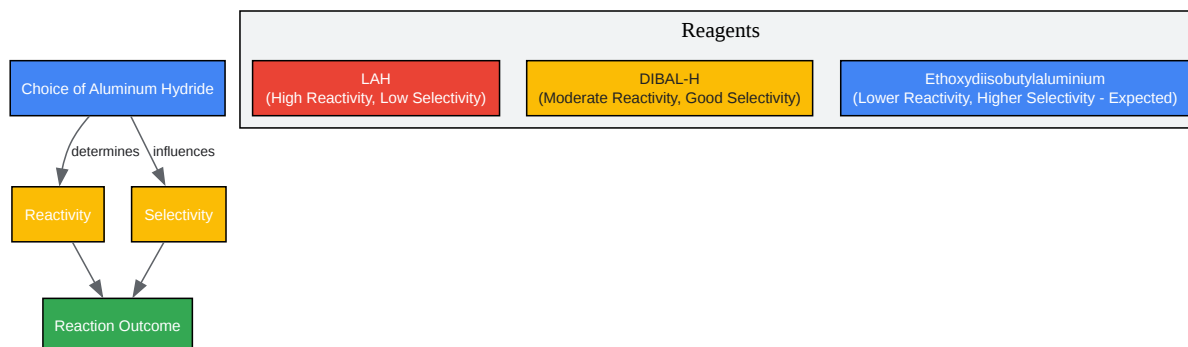 Reagents
Choice of Aluminum Hydride
LAH
(High Reactivity, Low Selectivity)
DIBAL-H
(Moderate Reactivity, Good Selectivity)
Ethoxydiisobutylaluminium
(Lower Reactivity, Higher Selectivity - Expected)
determines
influences
Reactivity
Selectivity
Reaction Outcome